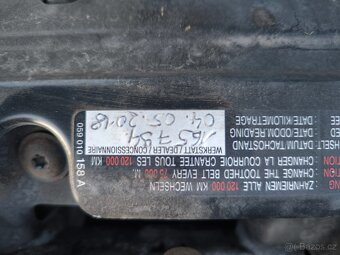 ZAHNRIEMEN ALLE 120 000 KM WECHSELN
CHANGE THE TOOTHED BELT EVERY 75 000 M.
CHANGER LA COURROIE CRANTEE TOUS LES 120 000 KM
HSELT: DATUM/TACHOSTAND
: DATE/ODOM.READING
: DATE/KILOMETRAGE
WERKSTATT / DEALER / CONCESSIONNAIRE
04. 05. 2018
059 010 158 A